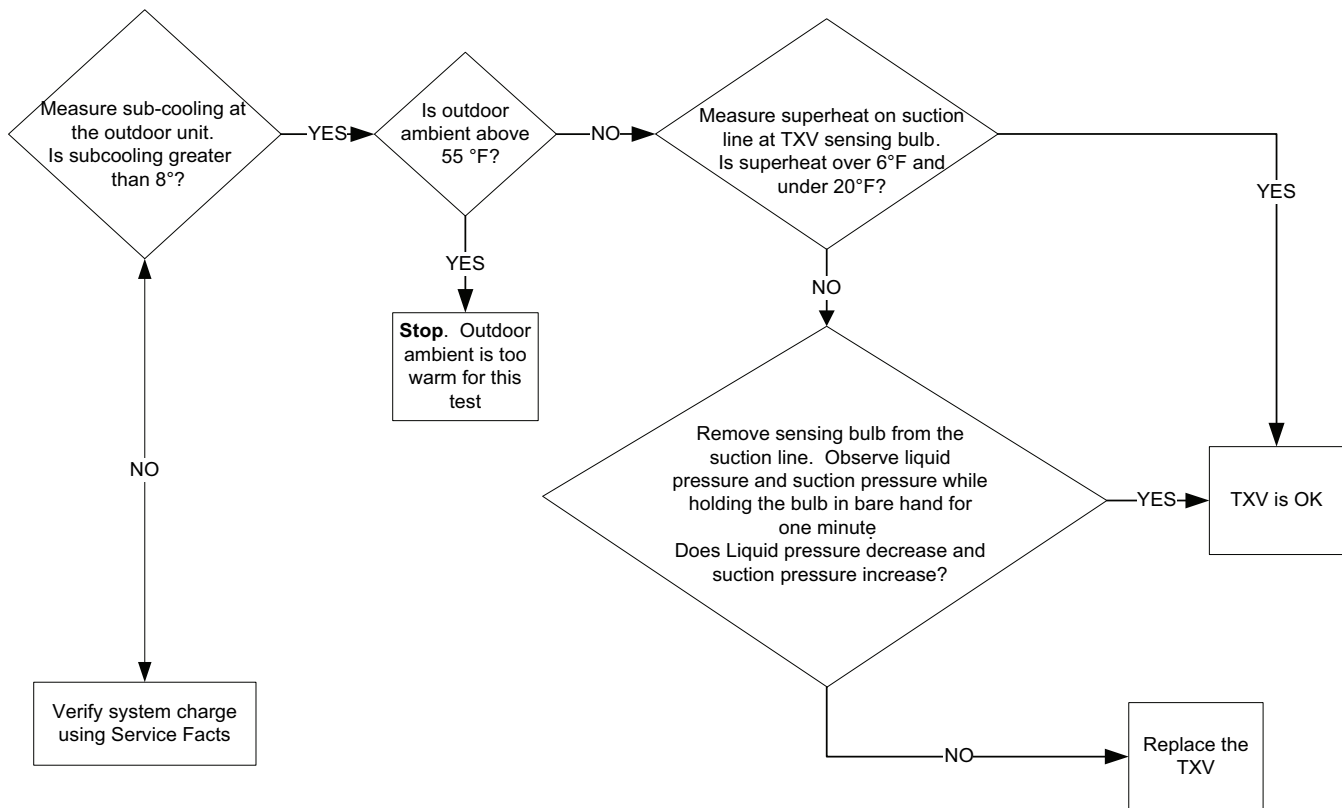 Measure sub-cooling at
the outdoor unit.
Is subcooling greater
than 8°?
YES
Is outdoor
ambient above
55 °F?
NO
Measure superheat on suction
line at TXV sensing bulb.
Is superheat over 6°F and
under 20°F?
YES
YES
Stop. Outdoor
ambient is too
warm for this
test
NO
Remove sensing bulb from the
suction line. Observe liquid
pressure and suction pressure while
holding the bulb in bare hand for
one minute.
Does Liquid pressure decrease and
suction pressure increase?
YES
TXV is OK
NO
Verify system charge
using Service Facts
NO
Replace the
TXV